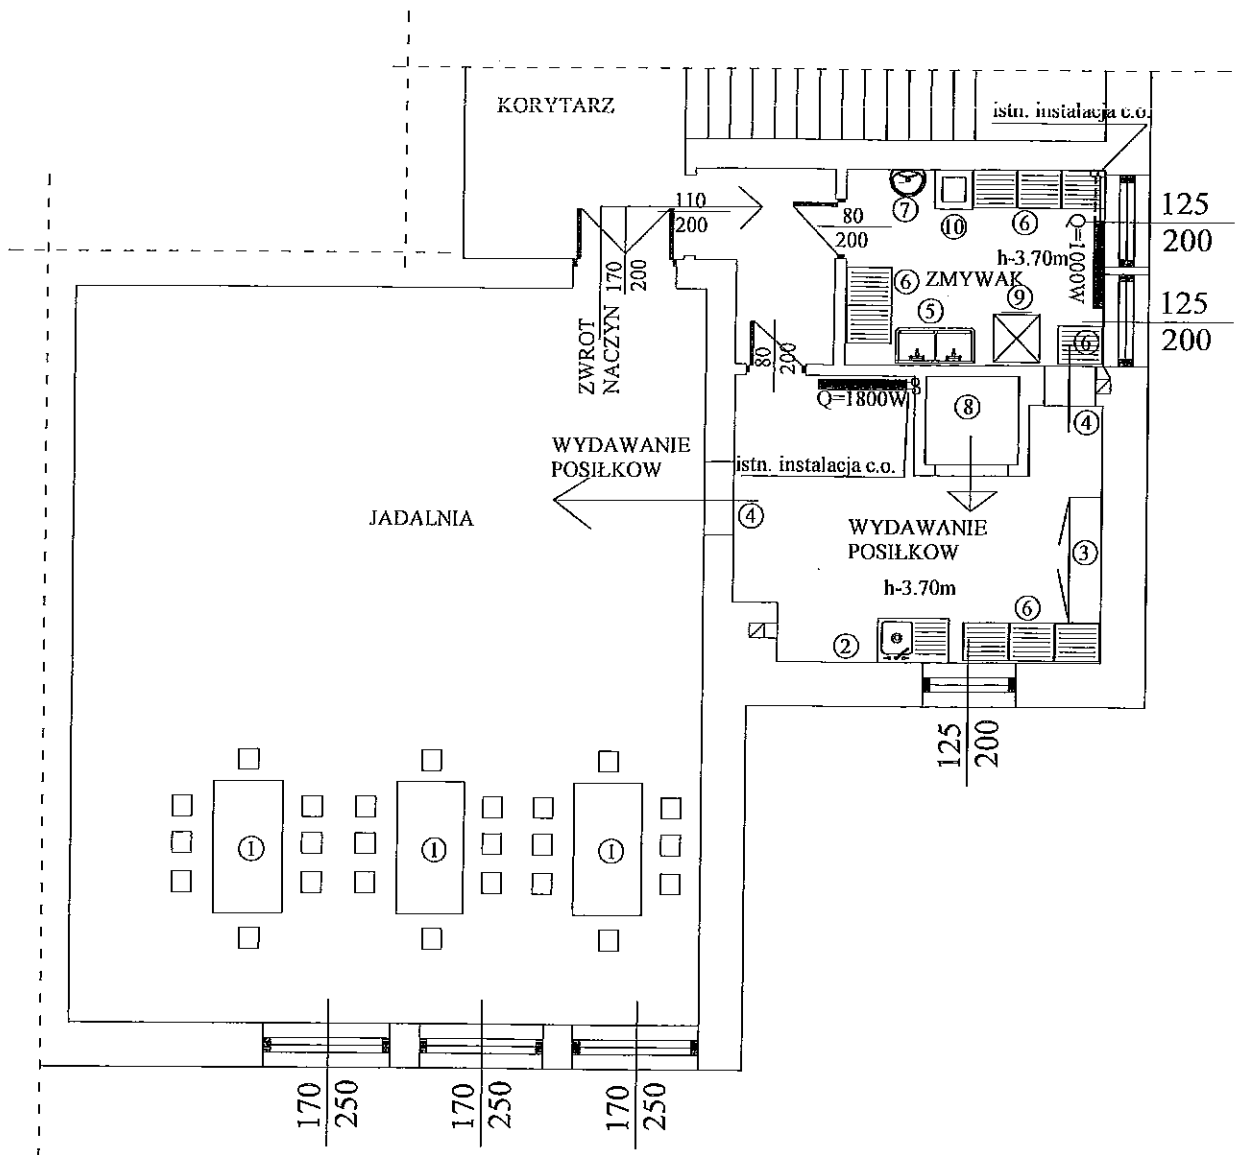 KORYTARZ
istn. instalacja c.o.
110
200
80
200
7
10
6
125
200
Q=1000W
h-3.70m
170
200
6
ZMYWAK
9
5
125
200
6
ZWROT
NACZYN
80
200
Q=1800W
8
4
WYDAWANIE
POSIŁKOW
istn. instalacja c.o.
JADALNIA
4
WYDAWANIE
POSIŁKOW
3
h-3.70m
6
2
125
200
1
1
1
170
250
170
250
170
250